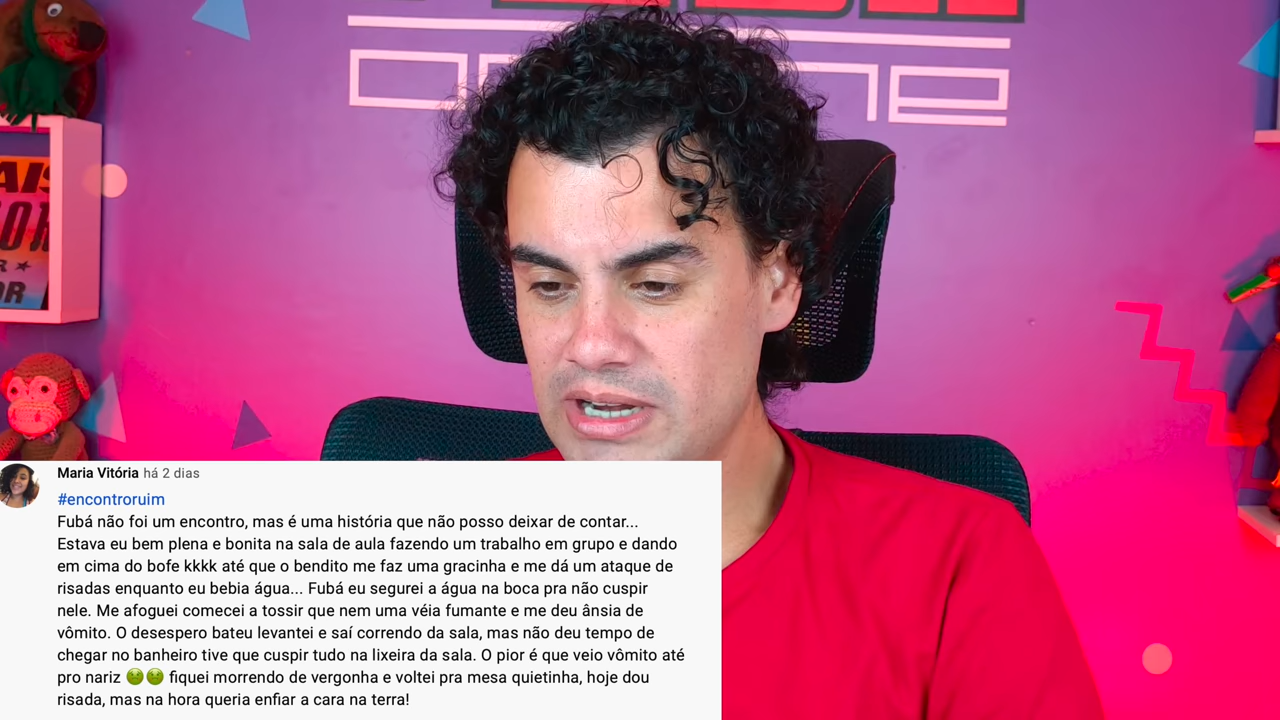 AIS
OR
Maria Vitória há 2 dias
#encontroruim
Fubá não foi um encontro, mas é uma história que não posso deixar de contar...
Estava eu bem plena e bonita na sala de aula fazendo um trabalho em grupo e dando
em cima do bofe kkkk até que o bendito me faz uma gracinha e me dá um ataque de
risadas enquanto eu bebia água... Fubá eu segurei a água na boca pra não cuspir
nele. Me afoguei comecei a tossir que nem uma véia fumante e me deu ânsia de
vômito. O desespero bateu levantei e saí correndo da sala, mas não deu tempo de
chegar no banheiro tive que cuspir tudo na lixeira da sala. O pior é que veio vômito até
pro nariz 🤢🤢 fiquei morrendo de vergonha e voltei pra mesa quietinha, hoje dou
risada, mas na hora queria enfiar a cara na terra!